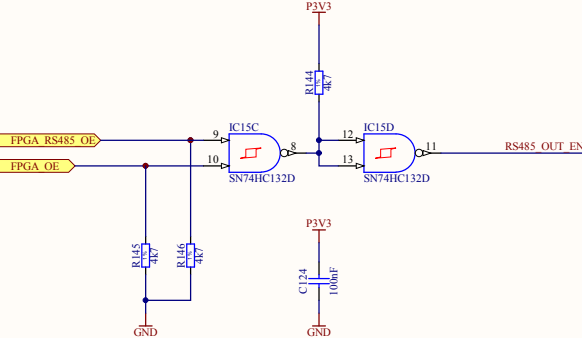 P3V3
R144
1%
4k7
FPGA_RS485_OE
9
IC15C
8
12
IC15D
11
RS485_OUT_EN
FPGA_OE
10
SN74HC132D
13
SN74HC132D
R145
1%
4k7
R146
1%
4k7
P3V3
C124
100nF
GND
GND